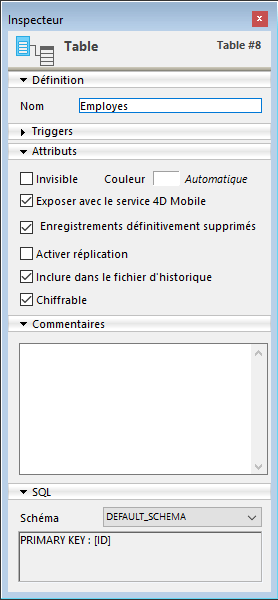 Inspecteur
Table
Table #8
Définition
Nom
Employes
Triggers
Attributs
Invisible
Couleur
Automatique
Exposer avec le service 4D Mobile
Enregistrements définitivement supprimés
Activer réplication
Inclure dans le fichier d'historique
Chiffrable
Commentaires
SQL
Schéma
DEFAULT_SCHEMA
PRIMARY KEY : [ID]